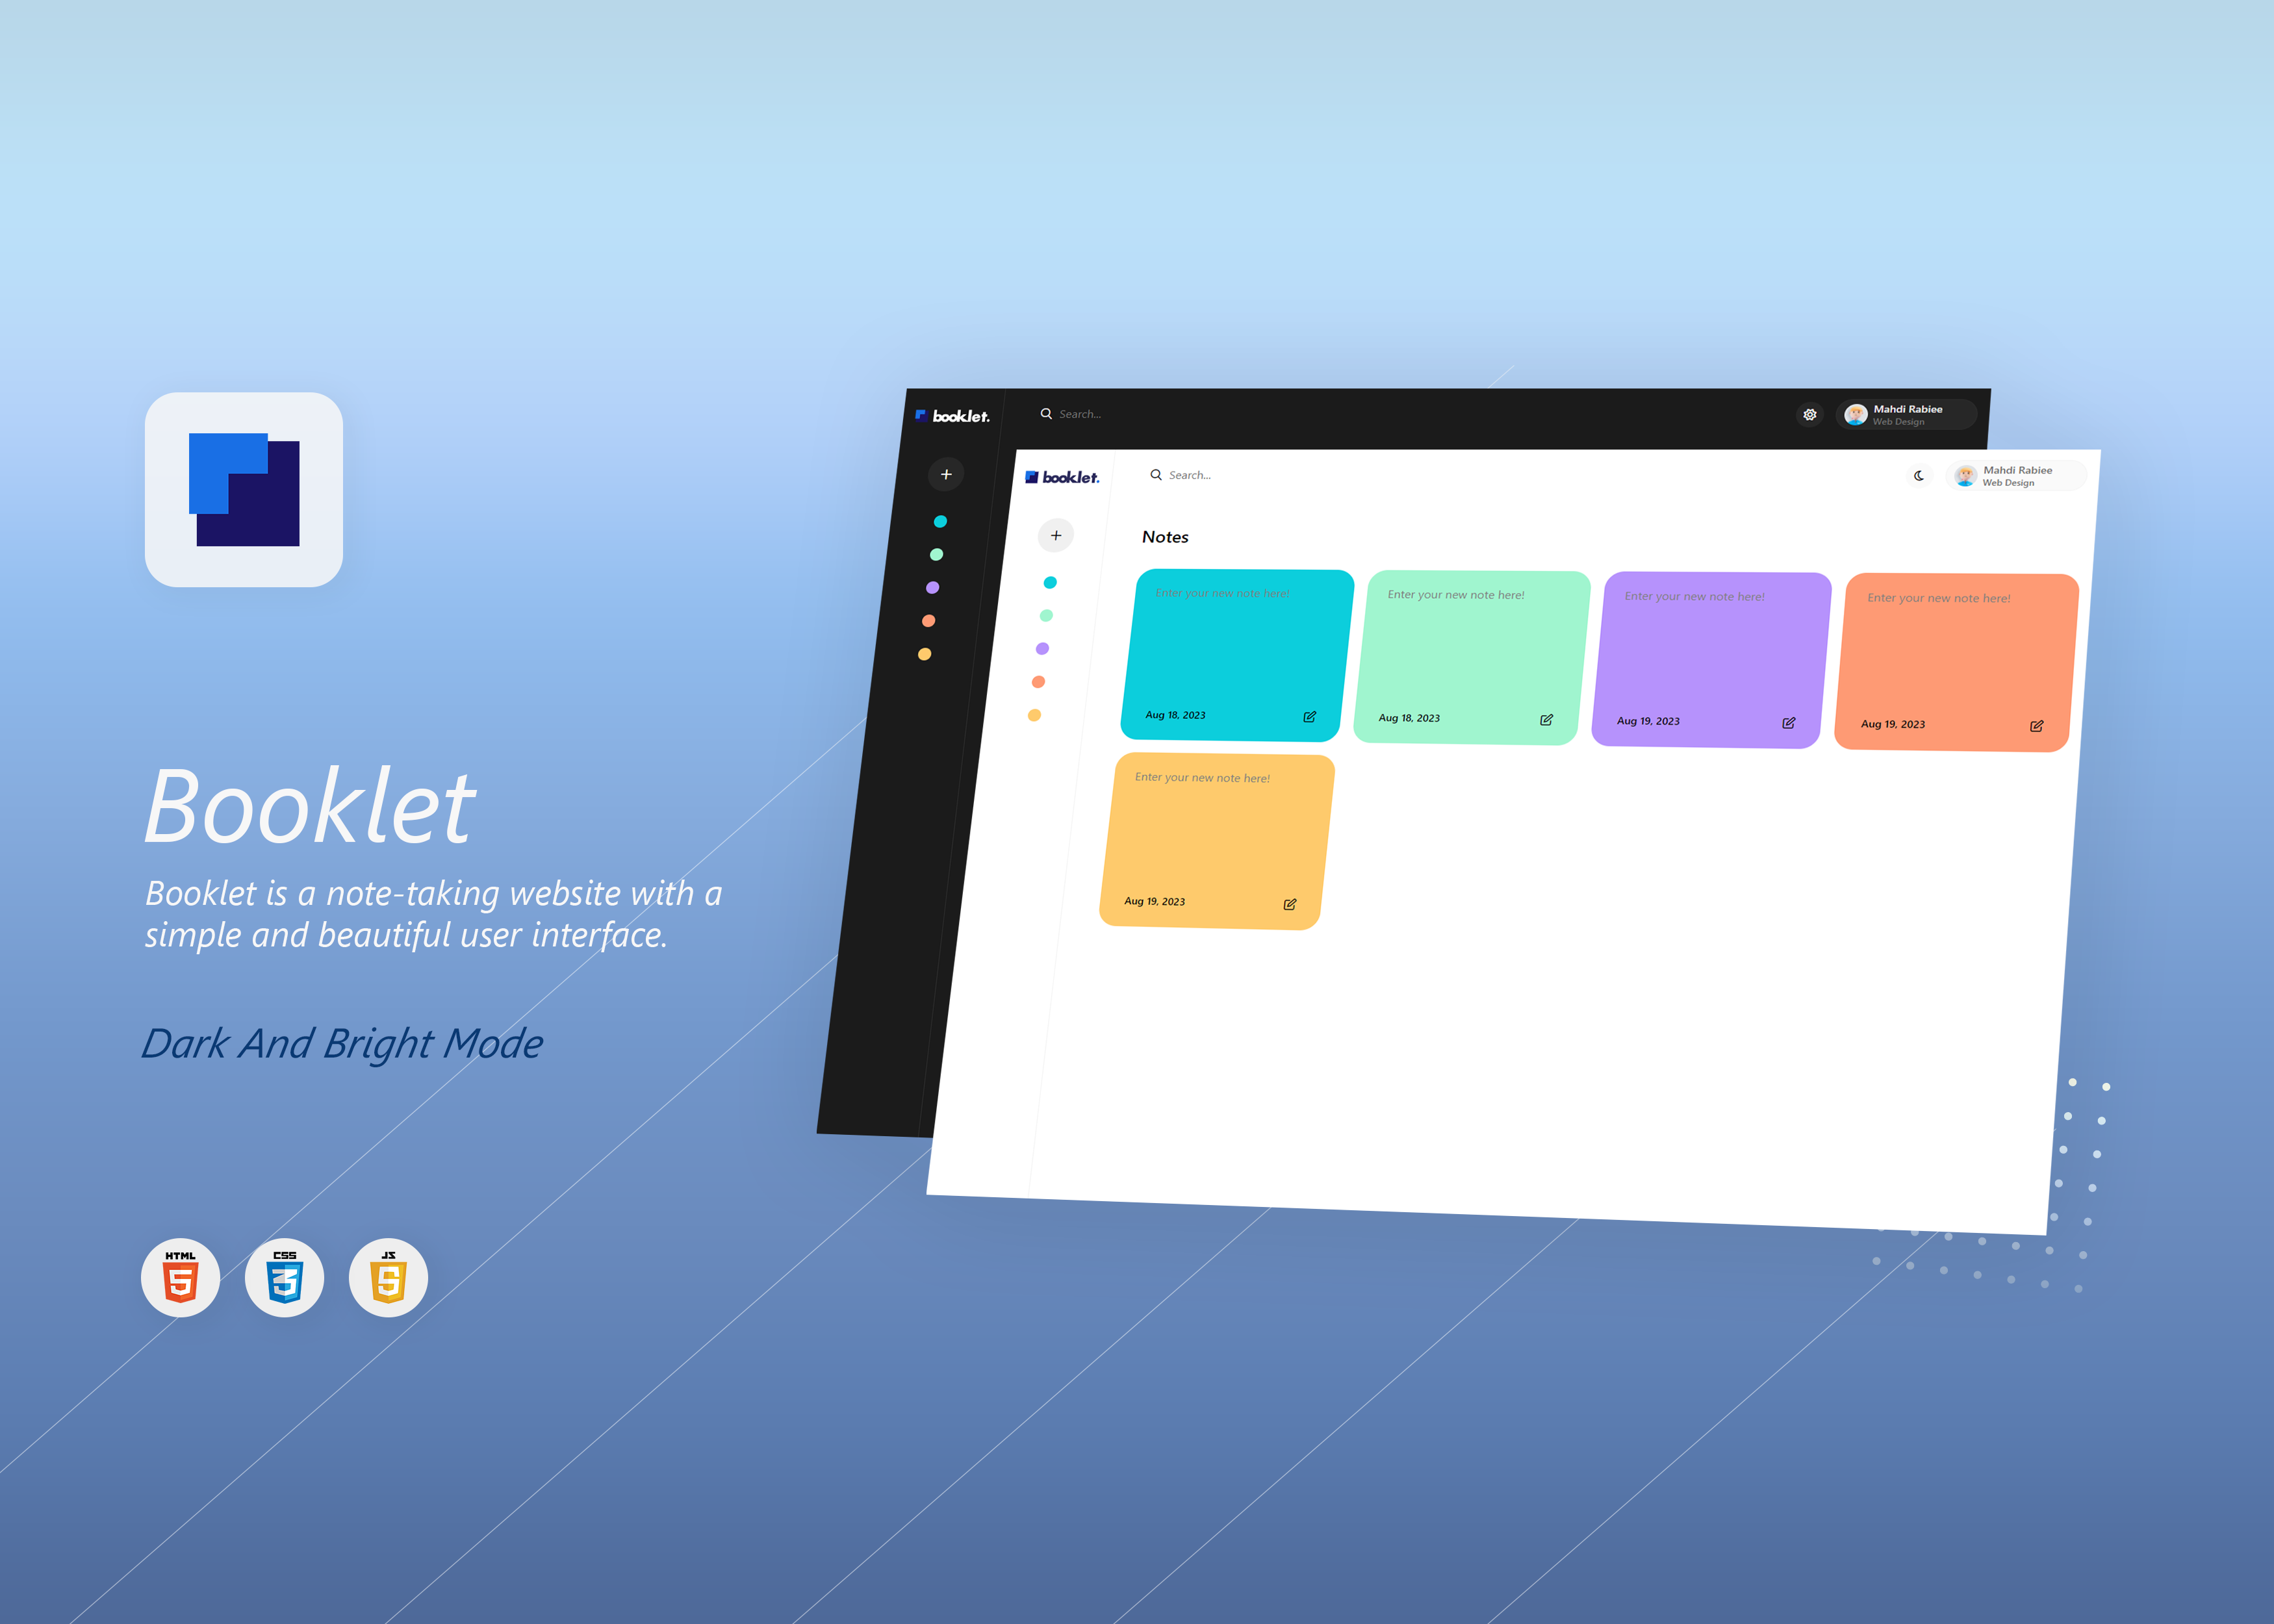 Booklet
Booklet is a note-taking website with a
simple and beautiful user interface.
Dark And Bright Mode
HTML
5
CSS
3
JS
5
booklet.
Search...
Mahdi Rabiee
Web Design
booklet.
Search...
Mahdi Rabiee
Web Design
Notes
Enter your new note here!
Aug 18, 2023
Enter your new note here!
Aug 18, 2023
Enter your new note here!
Aug 19, 2023
Enter your new note here!
Aug 19, 2023
Enter your new note here!
Aug 19, 2023